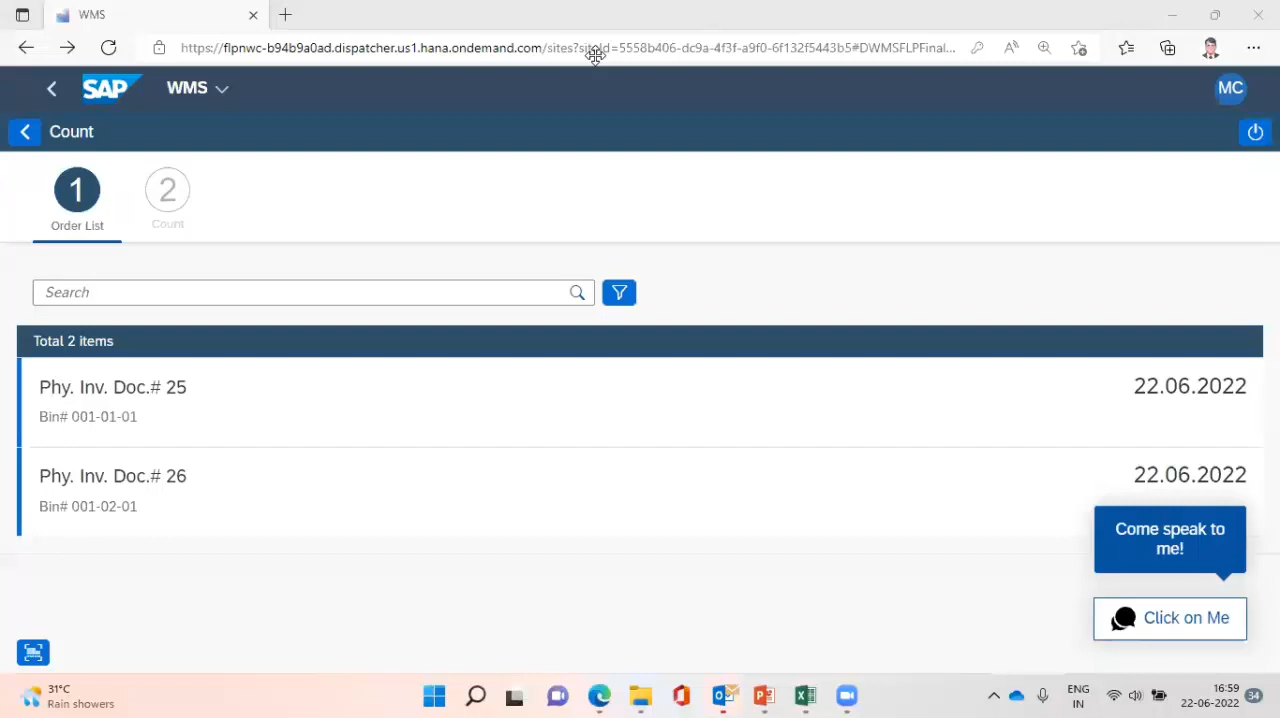 WMS
https://flpnwc-b94b9a0ad.dispatcher.us1.hana.ondemand.com/sites?siteId=5558b406-dc9a-4f3f-a9f0-6f132f5443b5#DWMSFLPFinal...
SAP
WMS
MC
Count
1
2
Order List
Count
Search
Total 2 items
Phy. Inv. Doc.# 25
22.06.2022
Bin# 001-01-01
Phy. Inv. Doc.# 26
22.06.2022
Bin# 001-02-01
Come speak to
me!
Click on Me
31°C
Rain showers
ENG
IN
16:59
22-06-2022
34